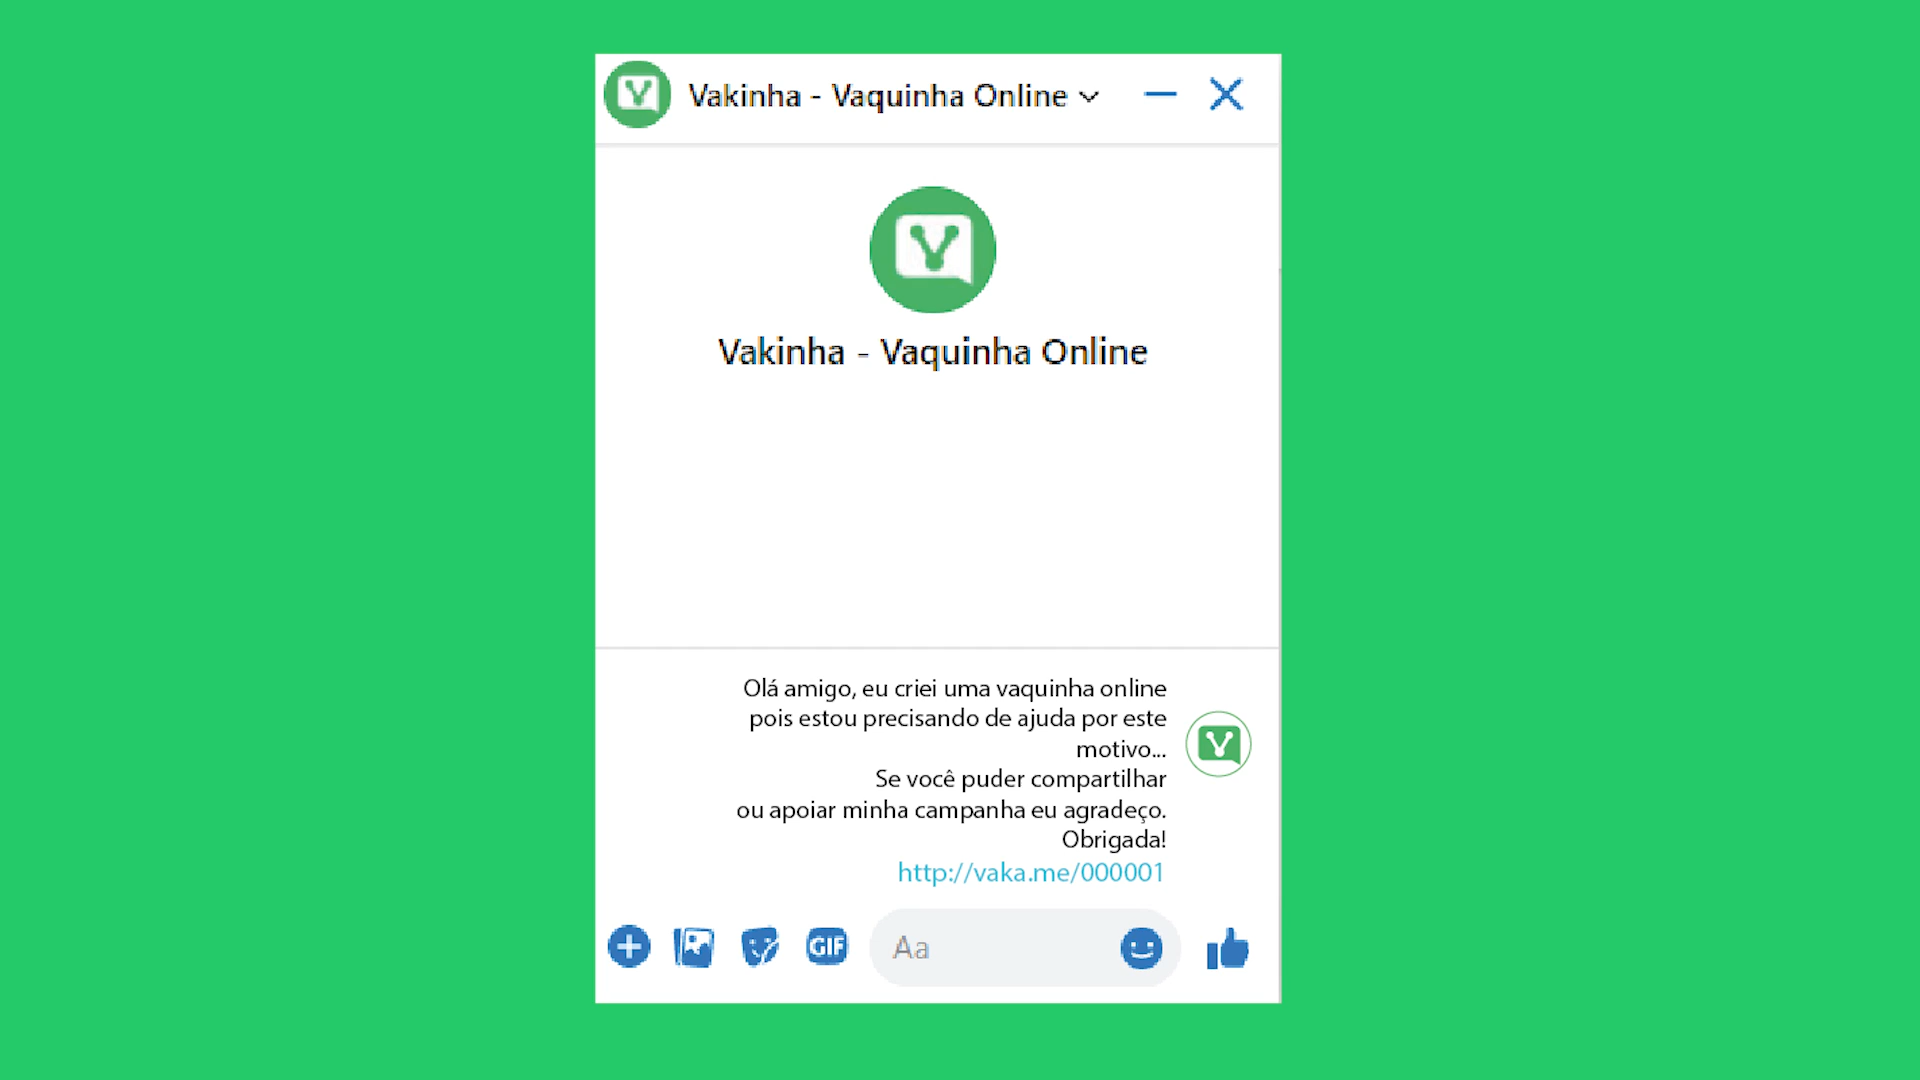 Vakinha - Vaquinha Online
Vakinha - Vaquinha Online
Olá amigo, eu criei uma vaquinha online
pois estou precisando de ajuda por este
motivo...
Se você puder compartilhar
ou apoiar minha campanha eu agradeço.
Obrigada!
http://vaka.me/000001
GIF
Aa